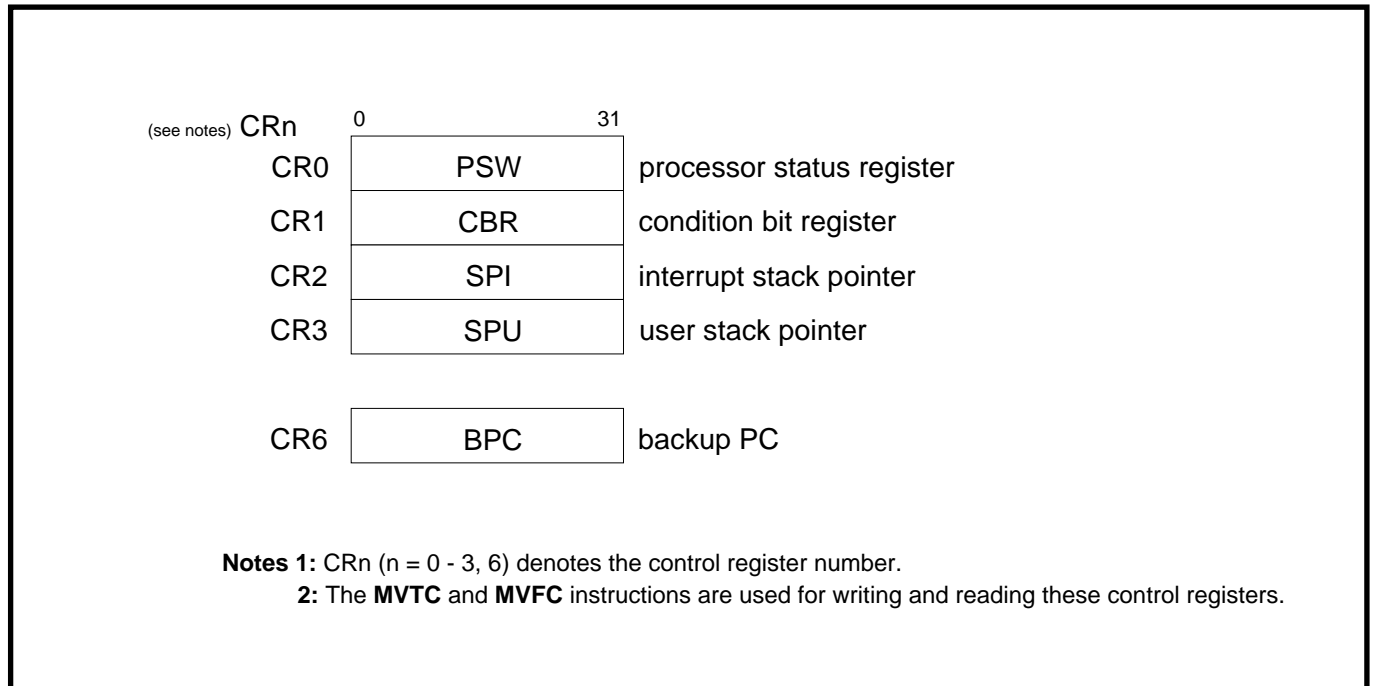 (see notes) CRn 0 31
CR0 PSW processor status register
CR1 CBR condition bit register
CR2 SPI interrupt stack pointer
CR3 SPU user stack pointer
CR6 BPC backup PC
Notes 1: CRn (n = 0 - 3, 6) denotes the control register number.
2: The MVTC and MVFC instructions are used for writing and reading these control registers.